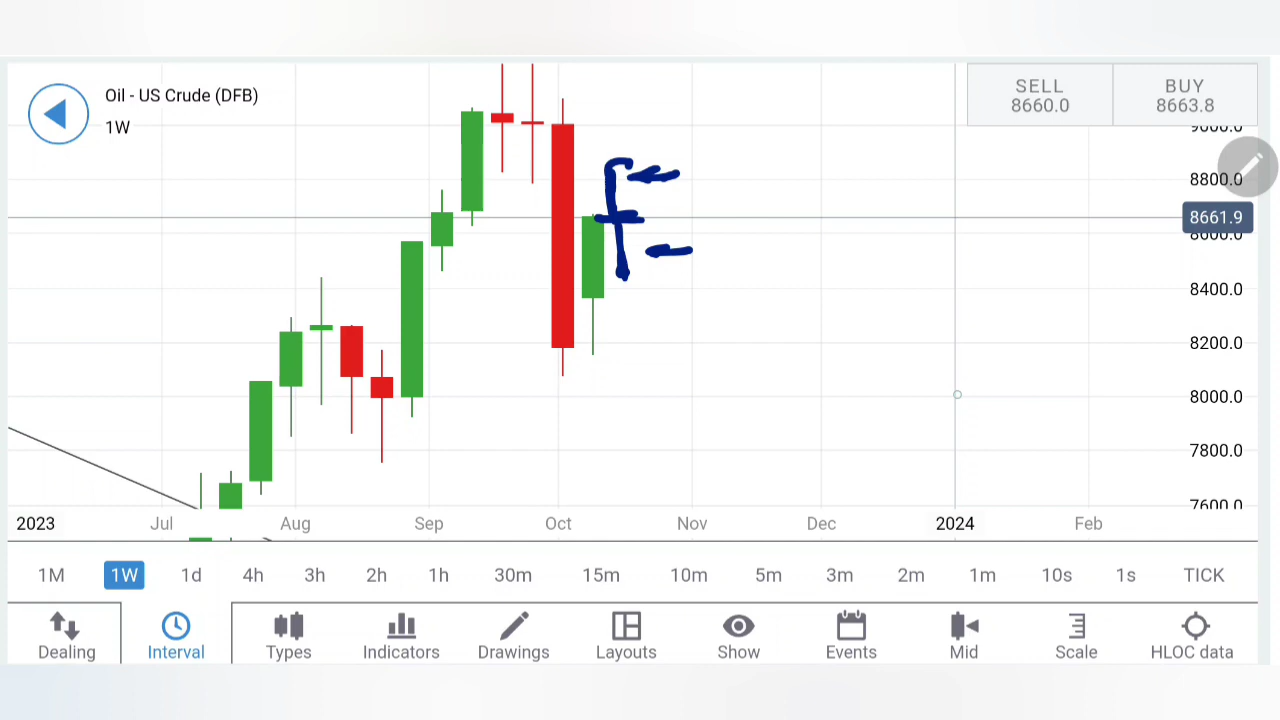 Oil - US Crude (DFB)
1W
SELL
8660.0
BUY
8663.8
9000.0
8800.0
8661.9
8600.0
8400.0
8200.0
8000.0
7800.0
7600.0
2023 Jul Aug Sep Oct Nov Dec 2024 Feb
1M 1W 1d 4h 3h 2h 1h 30m 15m 10m 5m 3m 2m 1m 10s 1s TICK
Dealing Interval Types Indicators Drawings Layouts Show Events Mid Scale HLOC data